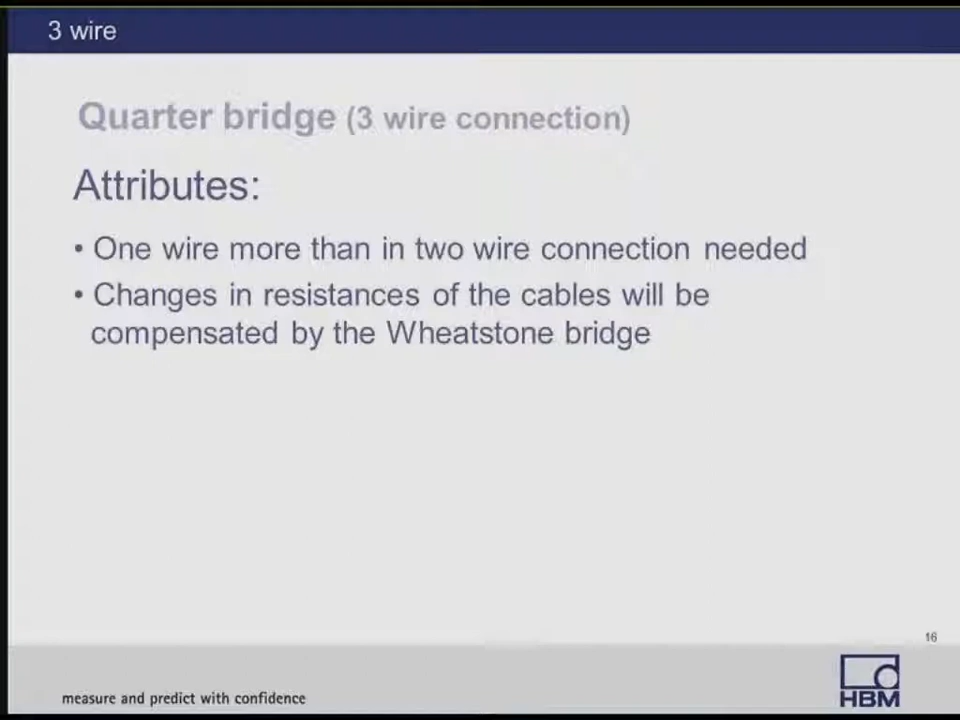 3 wire
Quarter bridge (3 wire connection)
Attributes:
• One wire more than in two wire connection needed
• Changes in resistances of the cables will be
compensated by the Wheatstone bridge
16
measure and predict with confidence
HBM